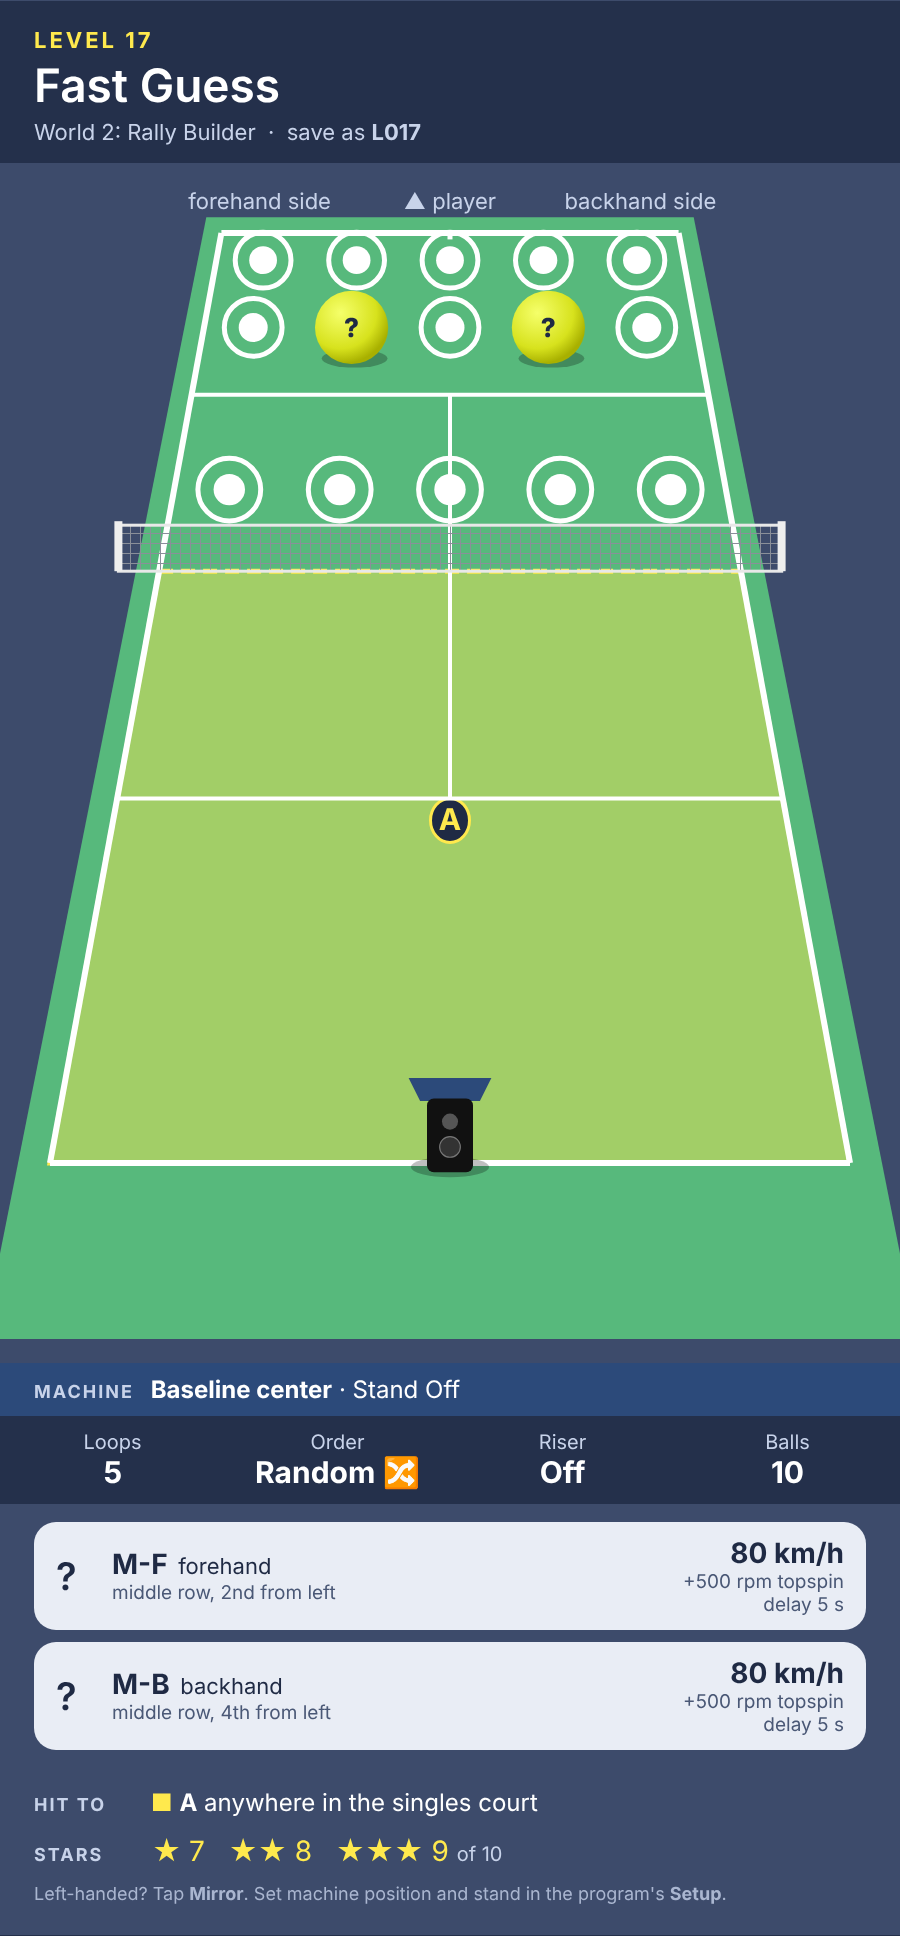 LEVEL 17
Fast Guess
World 2: Rally Builder · save as L017
forehand side ▲ player backhand side
? ?
A
MACHINE Baseline center · Stand Off
Loops Order Riser Balls
5 Random 🔀 Off 10
? M-F forehand 80 km/h
middle row, 2nd from left +500 rpm topspin
delay 5 s
? M-B backhand 80 km/h
middle row, 4th from left +500 rpm topspin
delay 5 s
HIT TO A anywhere in the singles court
STARS ★ 7 ★★ 8 ★★★ 9 of 10
Left-handed? Tap Mirror. Set machine position and stand in the program's Setup.